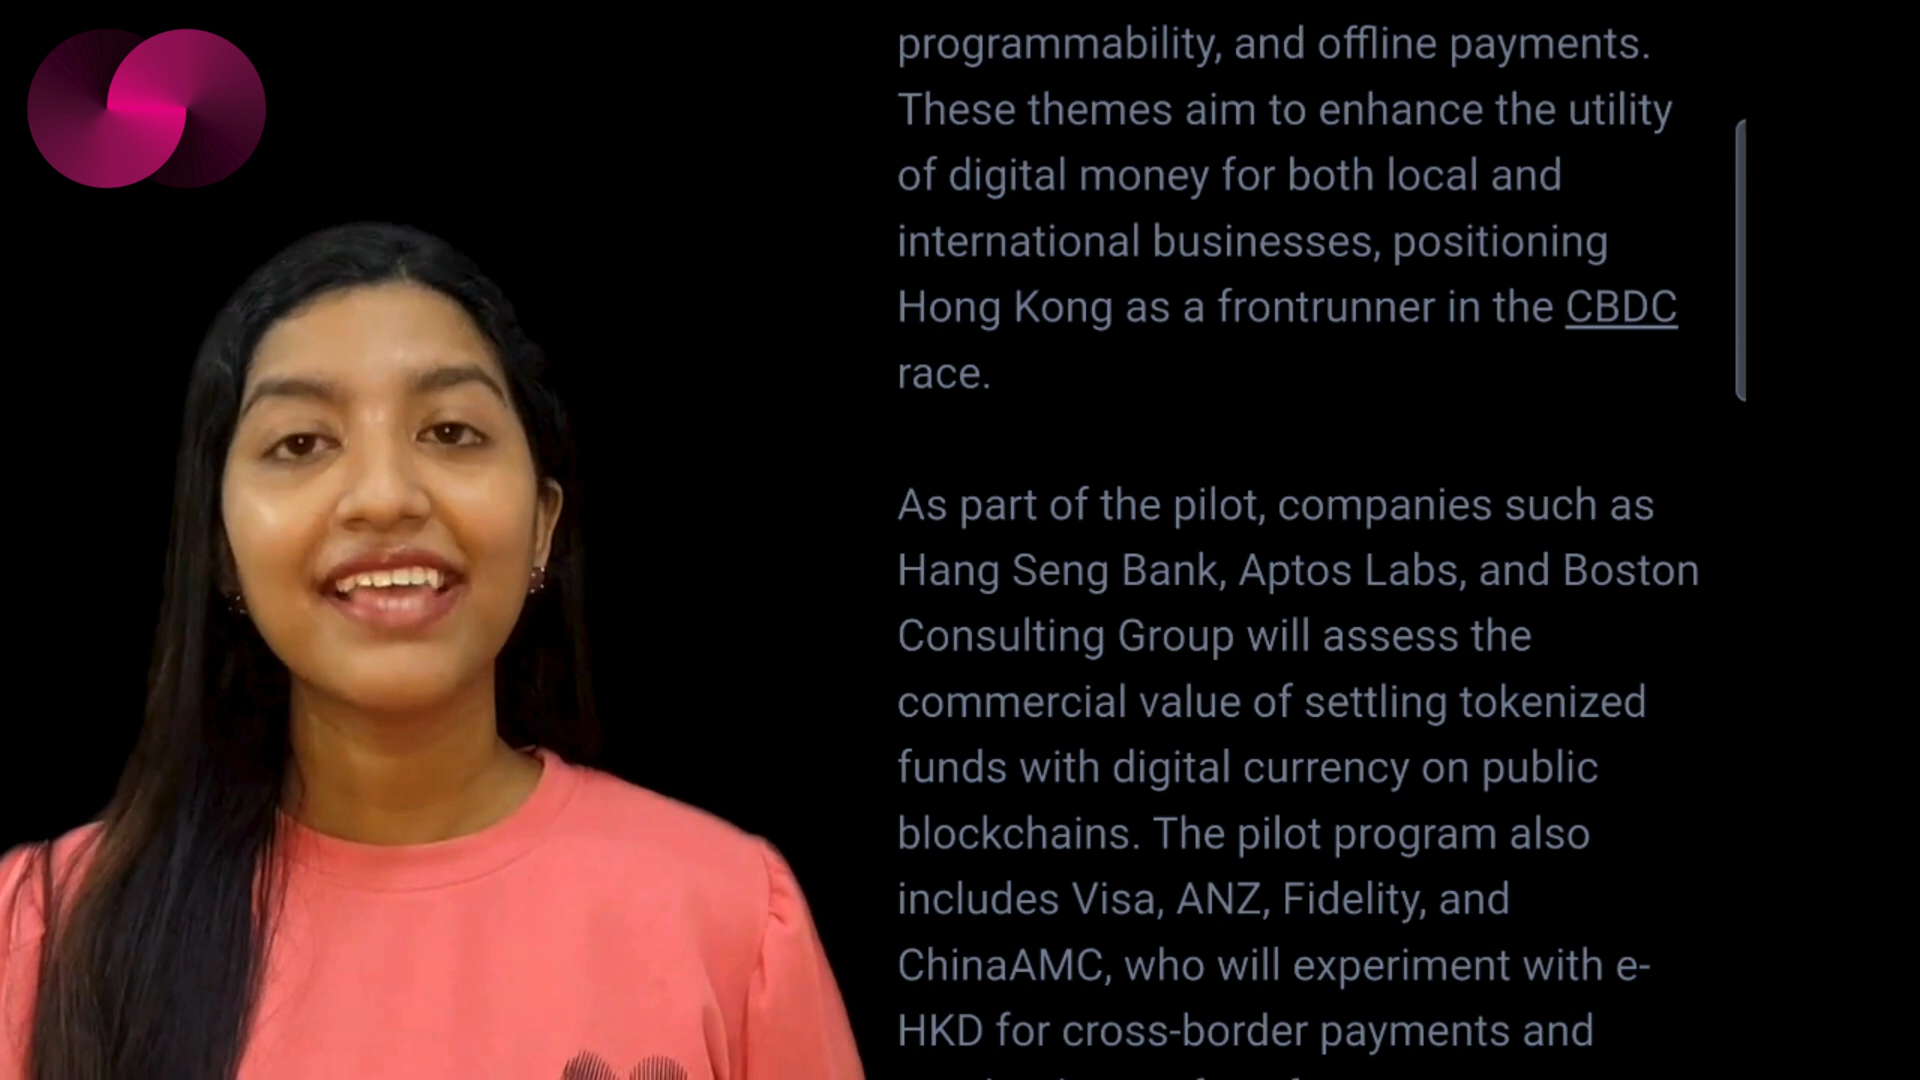 programmability, and offline payments.
These themes aim to enhance the utility
of digital money for both local and
international businesses, positioning
Hong Kong as a frontrunner in the CBDC
race.
As part of the pilot, companies such as
Hang Seng Bank, Aptos Labs, and Boston
Consulting Group will assess the
commercial value of settling tokenized
funds with digital currency on public
blockchains. The pilot program also
includes Visa, ANZ, Fidelity, and
ChinaAMC, who will experiment with e-
HKD for cross-border payments and